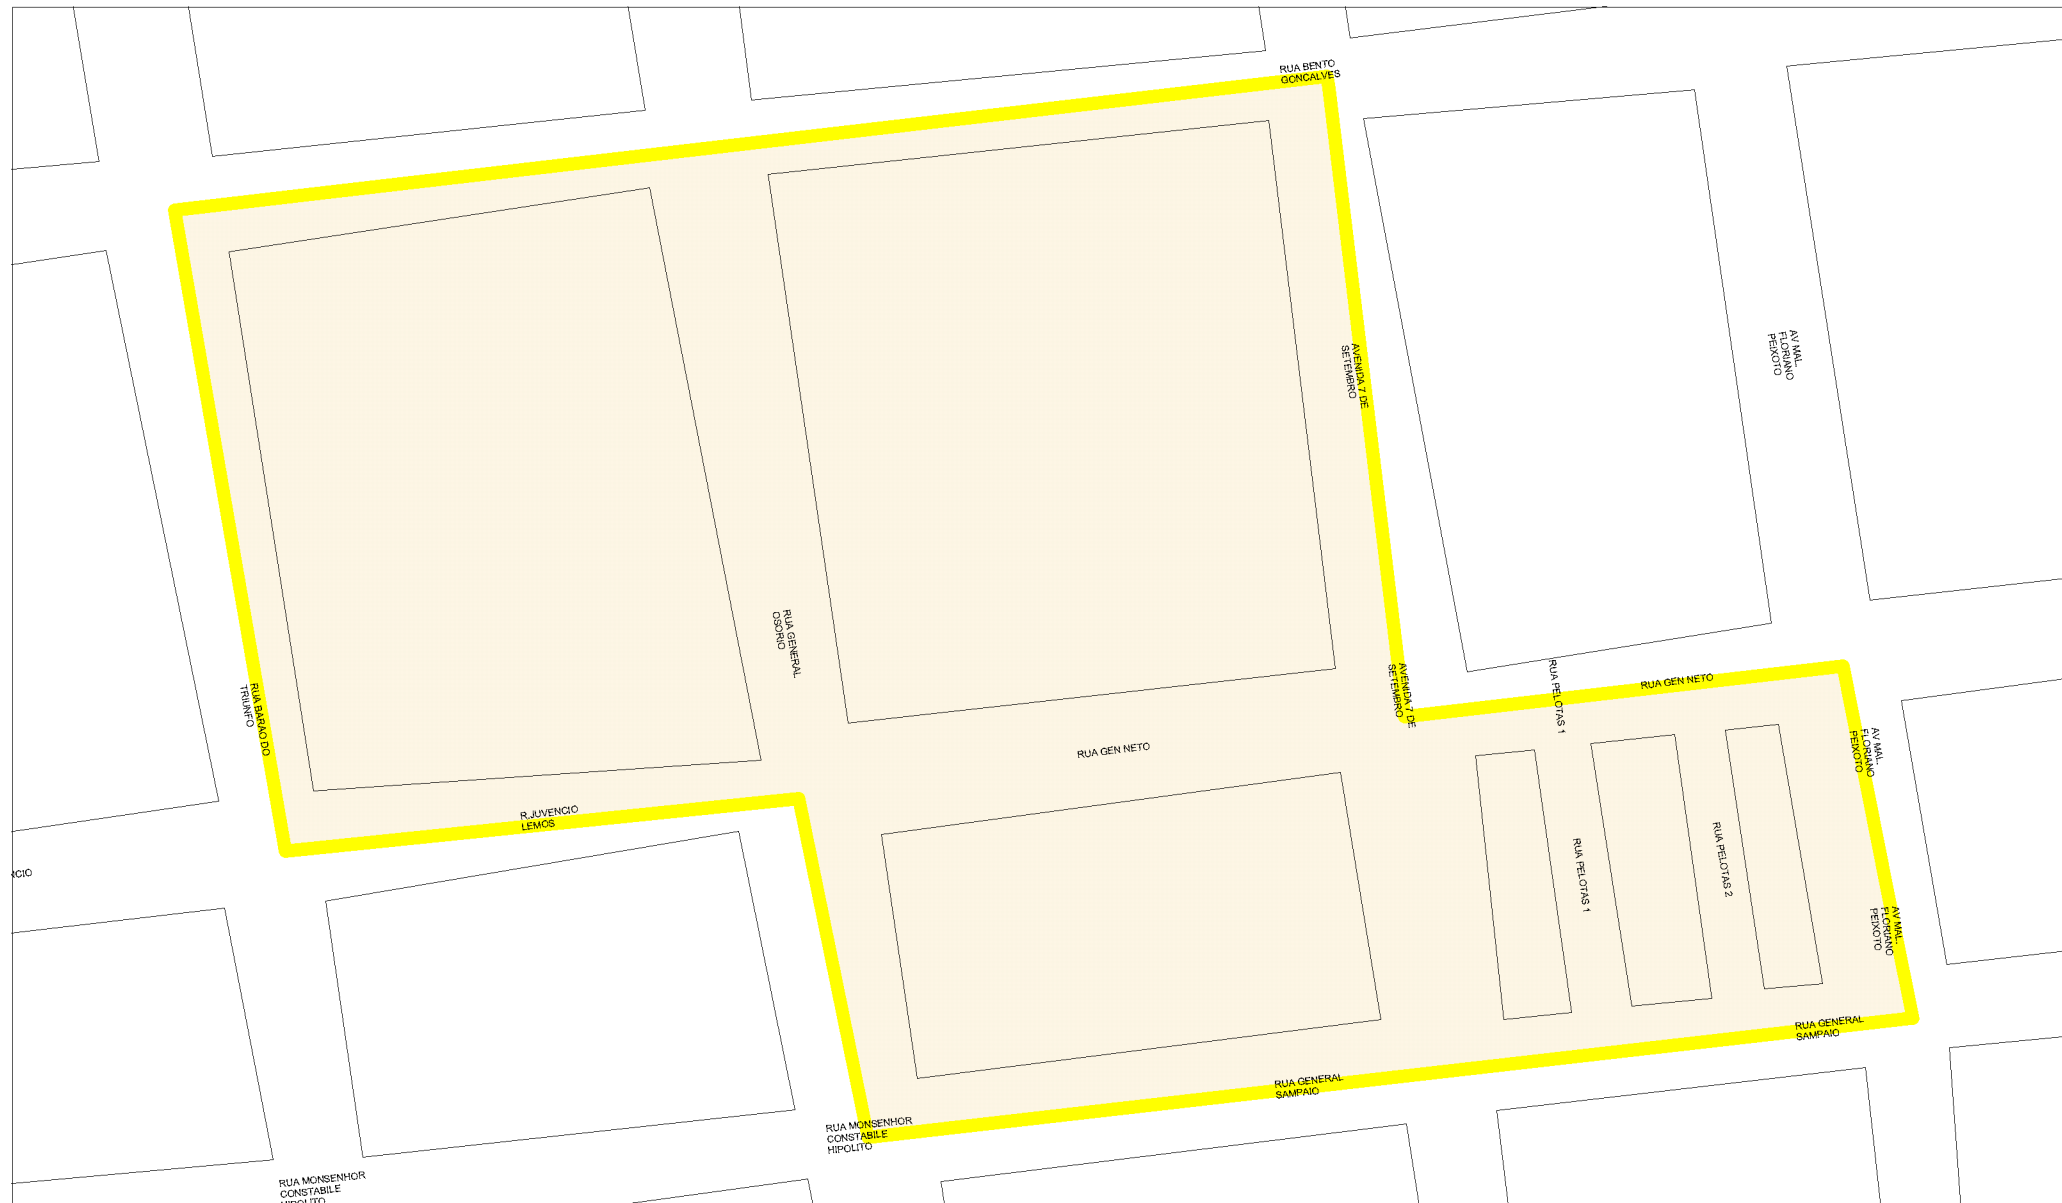 RUA BENTO
GONCALVES
AV MAL.
FLORIANO
PEIXOTO
AVENIDA 7 DE
SETEMBRO
RUA GENERAL
OSORIO
AVENIDA 7 DE
SETEMBRO
RUA PELOTAS 1
RUA GEN NETO
RUA BARAO DO
TRIUNFO
RUA GEN NETO
AV MAL.
FLORIANO
PEIXOTO
R.JUVENCIO
LEMOS
RUA PELOTAS 1
RUA PELOTAS 2
RCIO
AV MAL.
FLORIANO
PEIXOTO
RUA GENERAL
SAMPAIO
RUA GENERAL
SAMPAIO
RUA MONSENHOR
CONSTABILE
HIPOLITO
RUA MONSENHOR
CONSTABILE
HIPOLITO